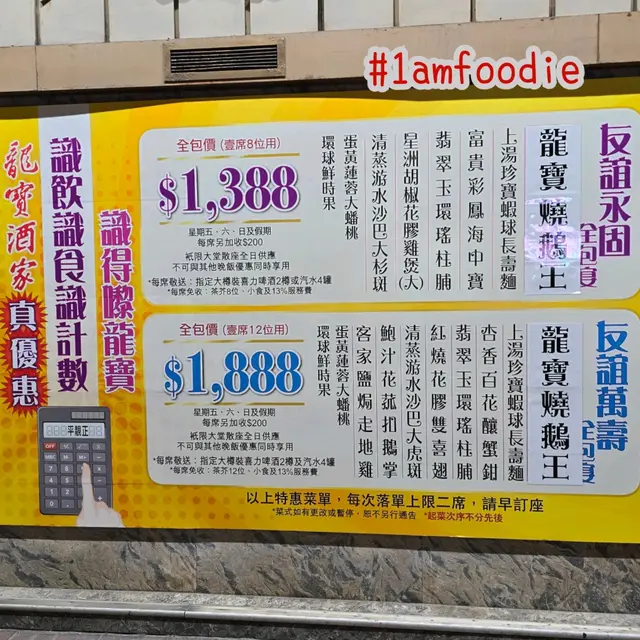 #1amfoodie
龍寶酒家
真優惠
識飲識食識計數
識得嚟龍寶
平靚正
友誼永固
全包宴
龍寶燒鵝王
上湯珍寶蝦球長壽麵
富貴彩鳳海中寶
翡翠玉環瑤柱脯
星洲胡椒花膠雞煲(大)
清蒸游水沙巴大杉斑
蛋黃蓮蓉大蟠桃
環球鮮時果
全包價 (壹席8位用)
$1,388
星期五、六、日及假期
每席另加收$200
祇限大堂散座全日供應
不可與其他晚飯優惠同時享用
*每席敬送：指定大樽裝喜力啤酒2樽或汽水4罐
*每席免收：茶芥8位、小食及13%服務費
友誼萬壽
全包宴
龍寶燒鵝王
上湯珍寶蝦球長壽麵
杏香百花釀蟹鉗
翡翠玉環瑤柱脯
紅燒花膠雙喜翅
清蒸游水沙巴大虎斑
鮑汁花菰扣鵝掌
客家鹽焗走地雞
蛋黃蓮蓉大蟠桃
環球鮮時果
全包價 (壹席12位用)
$1,888
星期五、六、日及假期
每席另加收$200
祇限大堂散座全日供應
不可與其他晚飯優惠同時享用
*每席敬送：指定大樽裝喜力啤酒2樽及汽水4罐
*每席免收：茶芥12位、小食及13%服務費
以上特惠菜單，每次落單上限二席，請早訂座
*菜式如有更改或暫停，恕不另行通告 *起菜次序不分先後